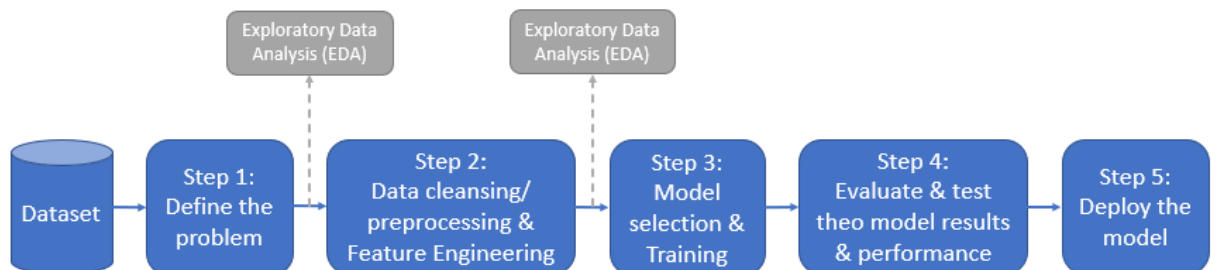 Exploratory Data
Analysis (EDA)
Exploratory Data
Analysis (EDA)
Dataset
Step 1:
Define the
problem
Step 2:
Data cleansing/
preprocessing &
Feature Engineering
Step 3:
Model
selection &
Training
Step 4:
Evaluate & test
theo model results
& performance
Step 5:
Deploy the
model